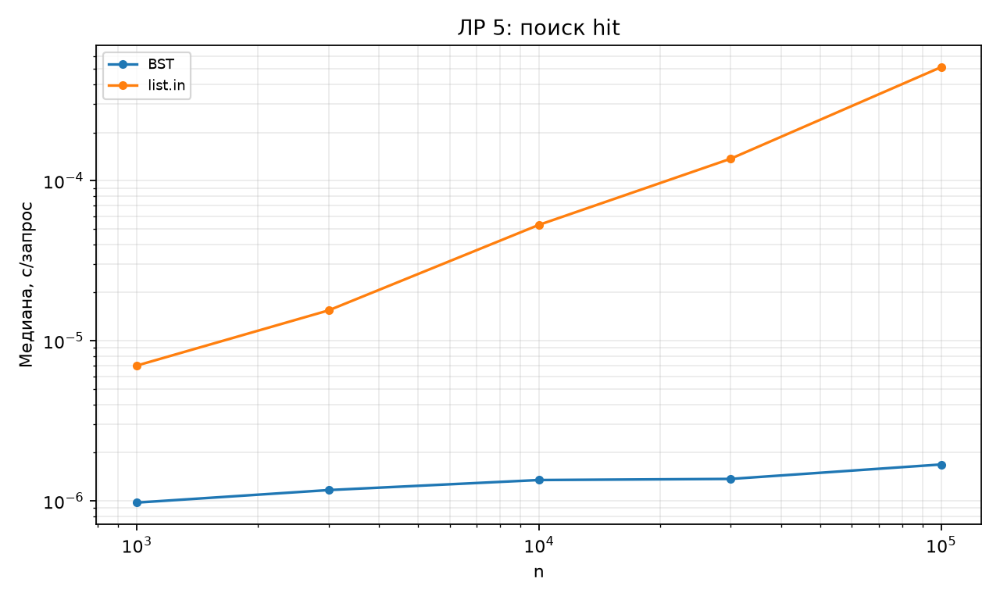 ЛР 5: поиск hit
BST
list.in
Медиана, с/запрос
10⁻⁴
10⁻⁵
10⁻⁶
10³
10⁴
10⁵
n